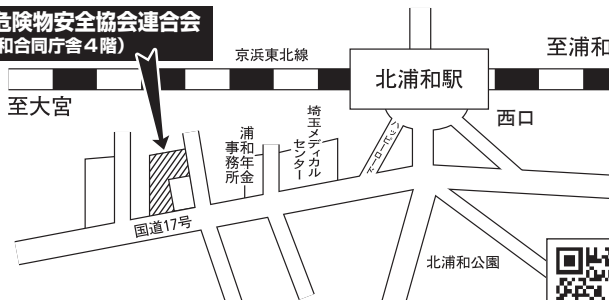 危険物安全協会連合会
和合同庁舎4階）
京浜東北線
至浦和
北浦和駅
至大宮
西口
埼玉メディカル
センター
浦和年金
事務所
ハッピーロード
国道17号
北浦和公園